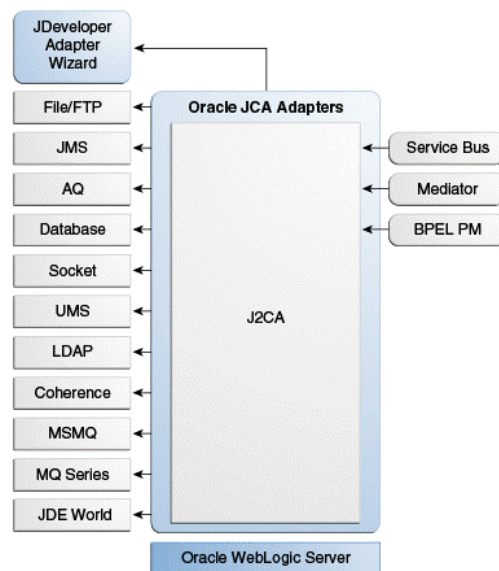 JDeveloper
Adapter
Wizard
Oracle JCA Adapters
File/FTP
JMS
AQ
Database
Socket
UMS
LDAP
Coherence
MSMQ
MQ Series
JDE World
J2CA
Service Bus
Mediator
BPEL PM
Oracle WebLogic Server